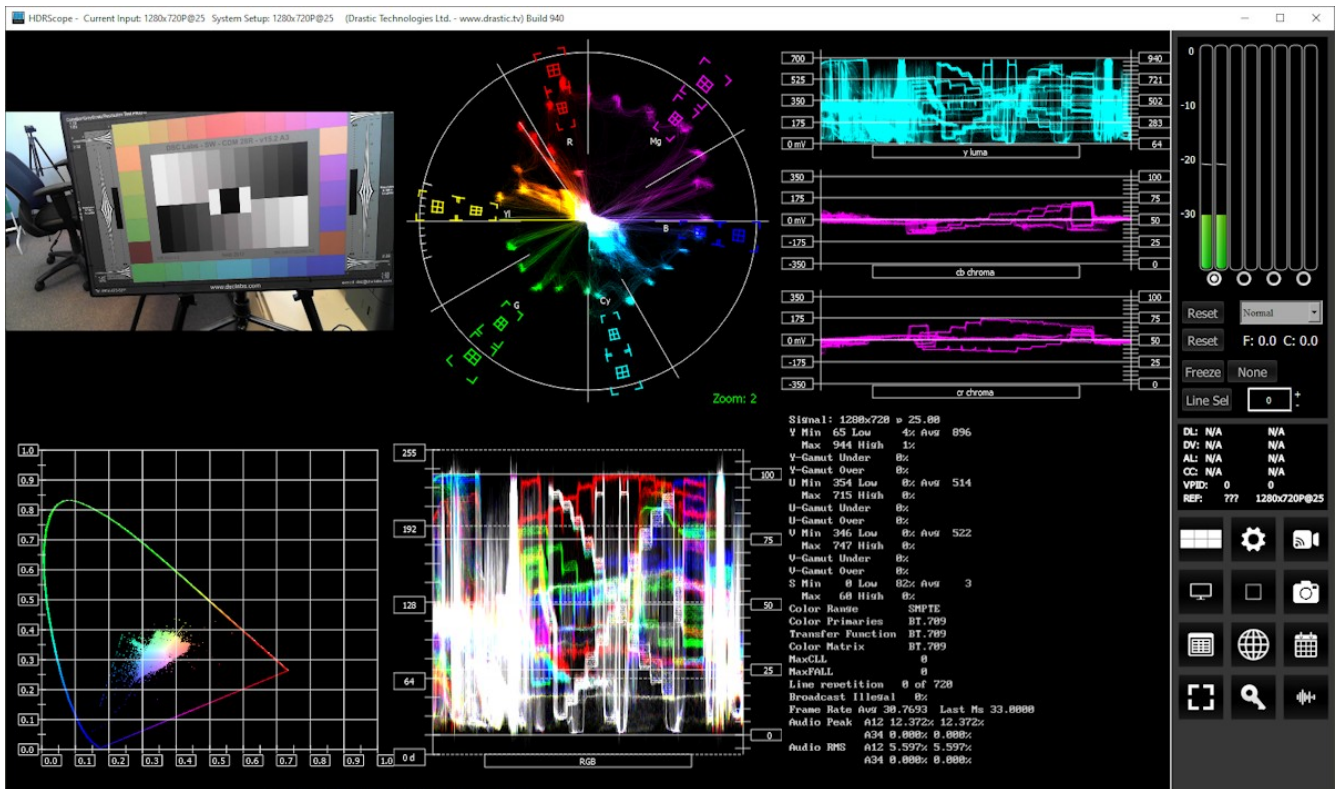 HDRScope - Current Input: 1280x720P@25 System Setup: 1280x720P@25 (Drastic Technologies Ltd. - www.drastic.tv) Build 940
DSC Labs - SW - CDM 28R - v15.2 A3
www.dsclabs.com
R
Mg
Yl
B
G
Cy
Zoom: 2
700
525
350
175
0 mV
940
721
502
283
64
y luma
350
175
0 mV
-175
-350
100
75
50
25
0
cb chroma
350
175
0 mV
-175
-350
100
75
50
25
0
cr chroma
0
-10
-20
-30
Reset Normal
Reset F: 0.0 C: 0.0
Freeze None
Line Sel 0 + -
DL: N/A N/A
DV: N/A N/A
AL: N/A N/A
CC: N/A N/A
VPID: 0 0
REF: ??? 1280x720P@25
1.0
0.9
0.8
0.7
0.6
0.5
0.4
0.3
0.2
0.1
0.0
0.0 0.1 0.2 0.3 0.4 0.5 0.6 0.7 0.8 0.9 1.0
255
192
128
64
0 d
100
75
50
25
0
RGB
Signal: 1280x720 p 25.00
Y Min 65 Low 4% Avg 896
Max 944 High 1%
Y-Gamut Under 0%
Y-Gamut Over 0%
U Min 354 Low 0% Avg 514
Max 715 High 0%
U-Gamut Under 0%
U-Gamut Over 0%
V Min 346 Low 0% Avg 522
Max 747 High 0%
V-Gamut Under 0%
V-Gamut Over 0%
S Min 0 Low 82% Avg 3
Max 60 High 0%
Color Range SMPTE
Color Primaries BT.709
Transfer Function BT.709
Color Matrix BT.709
MaxCLL 0
MaxFALL 0
Line repetition 0 of 720
Broadcast Illegal 0%
Frame Rate Avg 30.7693 Last Ms 33.0000
Audio Peak A12 12.372% 12.372%
A34 0.000% 0.000%
Audio RMS A12 5.597% 5.597%
A34 0.000% 0.000%